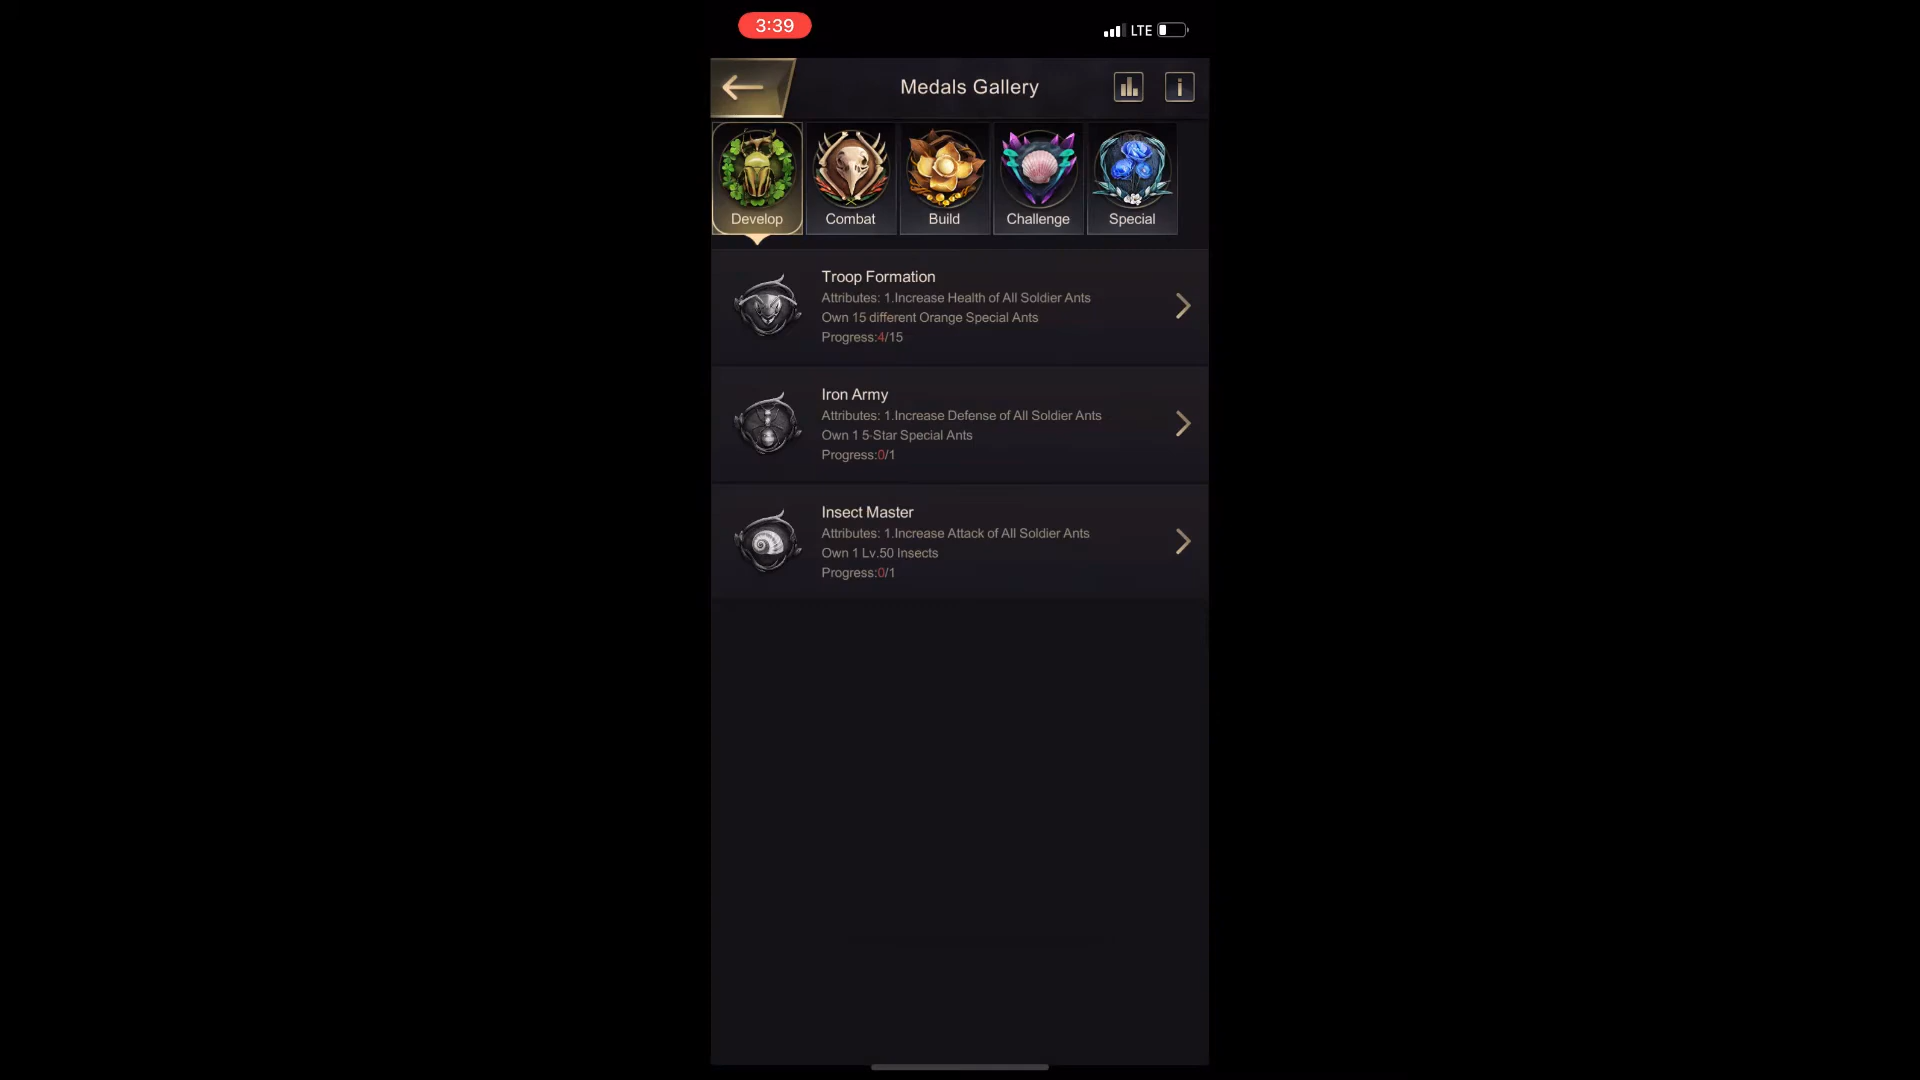 3:39
LTE
Medals Gallery
Develop
Combat
Build
Challenge
Special
Troop Formation
Attributes: 1.Increase Health of All Soldier Ants
Own 15 different Orange Special Ants
Progress:4/15
Iron Army
Attributes: 1.Increase Defense of All Soldier Ants
Own 1 5-Star Special Ants
Progress:0/1
Insect Master
Attributes: 1.Increase Attack of All Soldier Ants
Own 1 Lv.50 Insects
Progress:0/1